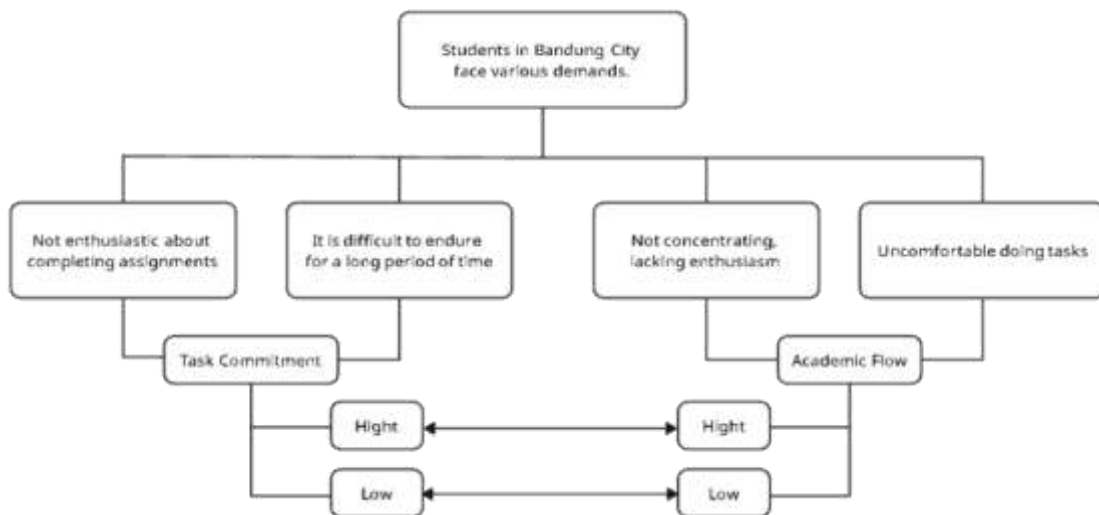 Students in Bandung City
face various demands.
Not enthusiastic about
completing assignments
It is difficult to endure
for a long period of time
Not concentrating,
lacking enthusiasm
Uncomfortable doing tasks
Task Commitment
Academic Flow
Hight
Hight
Low
Low